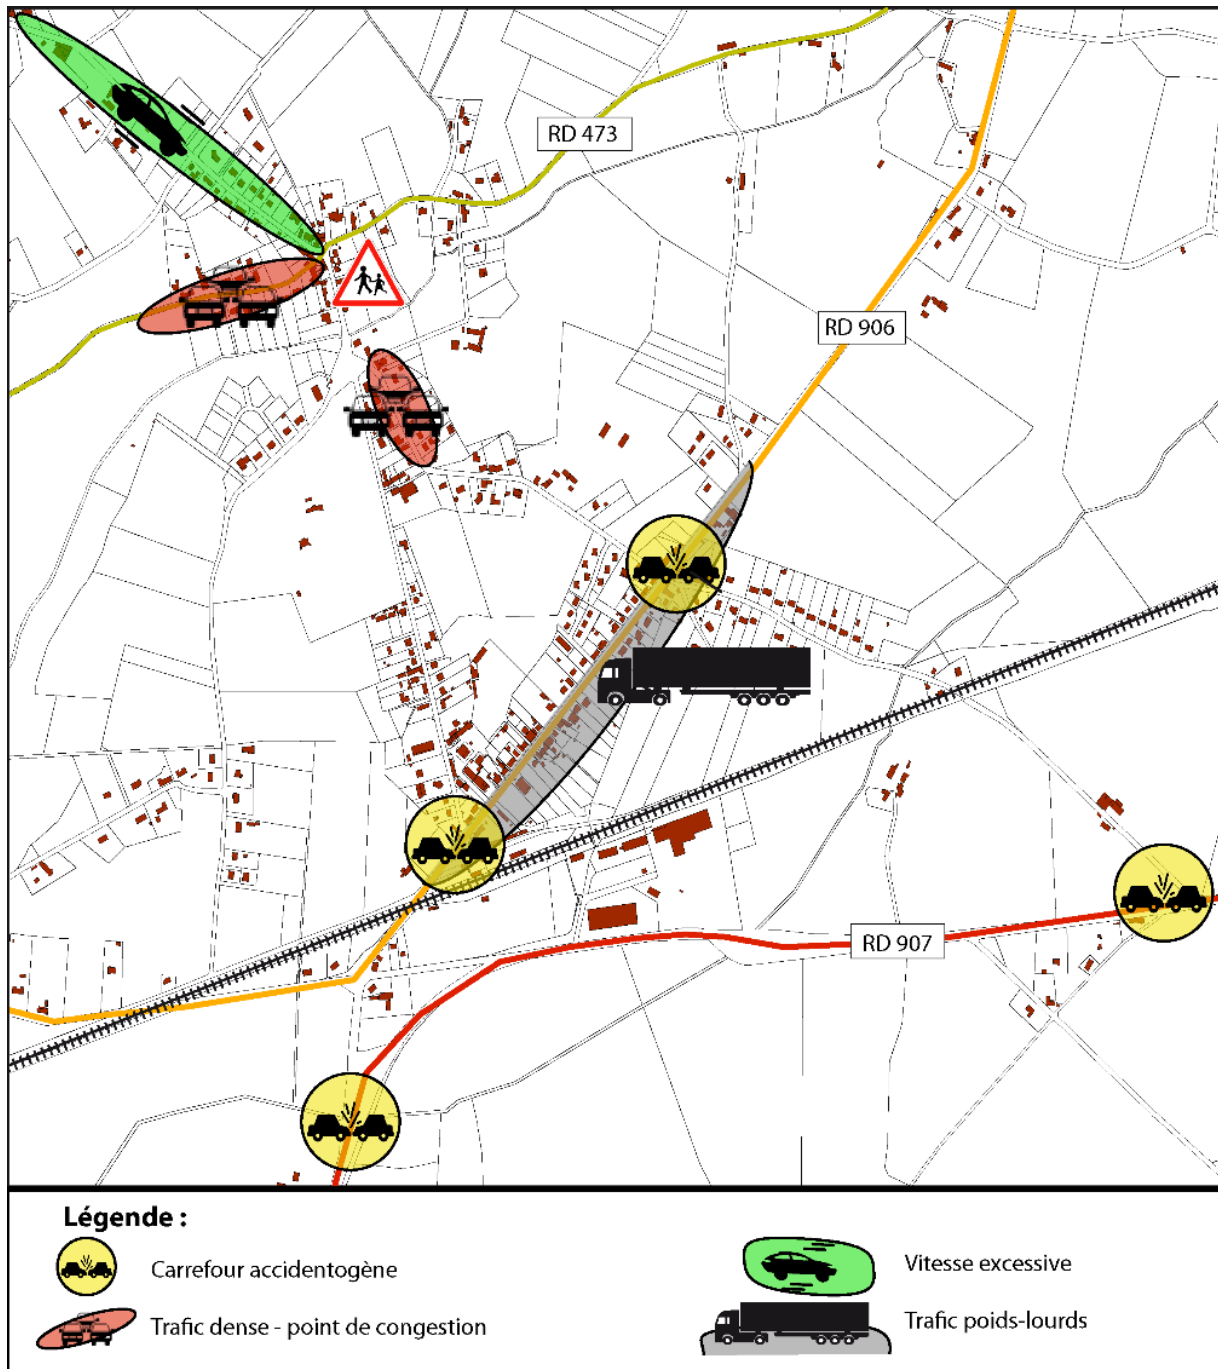 RD 473
RD 906
RD 907
Légende :
Carrefour accidentogène
Vitesse excessive
Trafic dense - point de congestion
Trafic poids-lourds